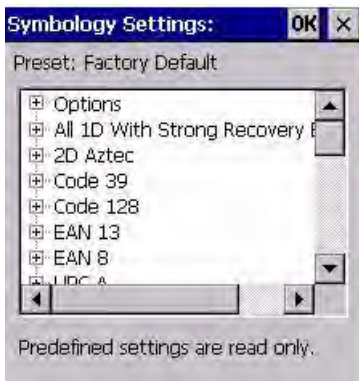 Symbology Settings: OK ×
Preset: Factory Default
Options
All 1D With Strong Recovery
2D Aztec
Code 39
Code 128
EAN 13
EAN 8
UPC A
Predefined settings are read only.